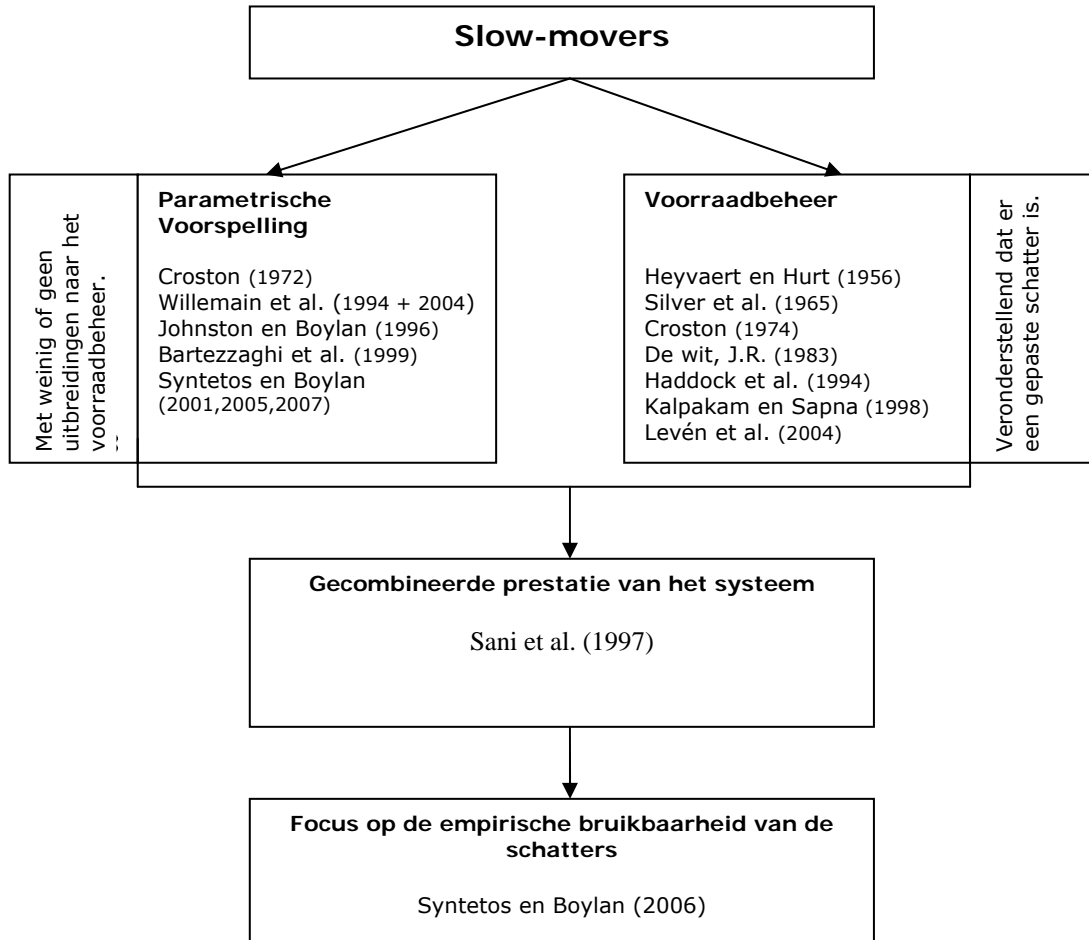 Slow-movers
Met weinig of geen
uitbreidingen naar het
voorraadbeheer.
Parametrische
Voorspelling
Croston (1972)
Willemain et al. (1994 + 2004)
Johnston en Boylan (1996)
Bartezzaghi et al. (1999)
Syntetos en Boylan
(2001,2005,2007)
Voorraadbeheer
Heyvaert en Hurt (1956)
Silver et al. (1965)
Croston (1974)
De wit, J.R. (1983)
Haddock et al. (1994)
Kalpakam en Sapna (1998)
Levén et al. (2004)
Veronderstellend dat er
een gepaste schatter is.
Gecombineerde prestatie van het systeem
Sani et al. (1997)
Focus op de empirische bruikbaarheid van de
schatters
Syntetos en Boylan (2006)